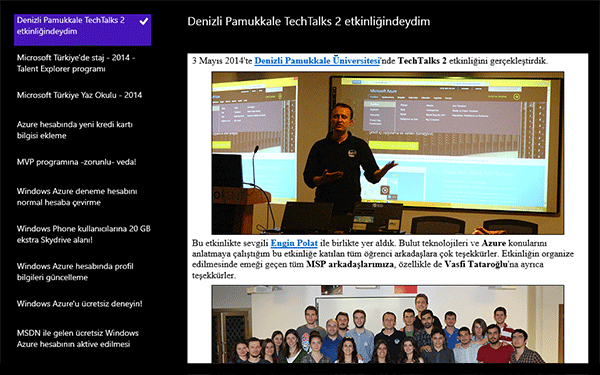 Denizli Pamukkale TechTalks 2
etkinliğindeydim
Microsoft Türkiye'de staj - 2014 -
Talent Explorer programı
Microsoft Türkiye Yaz Okulu - 2014
Azure hesabında yeni kredi kartı
bilgisi ekleme
MVP programına -zorunlu- veda!
Windows Azure deneme hesabını
normal hesaba çevirme
Windows Phone kullanıcılarına 20 GB
ekstra Skydrive alanı!
Windows Azure hesabında profil
bilgileri güncelleme
Windows Azure'u ücretsiz deneyin!
MSDN ile gelen ücretsiz Windows
Azure hesabının aktive edilmesi
Denizli Pamukkale TechTalks 2 etkinliğindeydim
3 Mayıs 2014'te Denizli Pamukkale Üniversitesi'nde TechTalks 2 etkinliğini gerçekleştirdik.
Microsoft Azure
Bu etkinlikte sevgili Engin Polat ile birlikte yer aldık. Bulut teknolojileri ve Azure konularını
anlatmaya çalıştığım bu etkinliğe katılan tüm öğrenci arkadaşlara çok teşekkürler. Etkinliğin organize
edilmesinde emeği geçen tüm MSP arkadaşlarımıza, özellikle de Vasfi Tataroğlu'na ayrıca
teşekkürler.